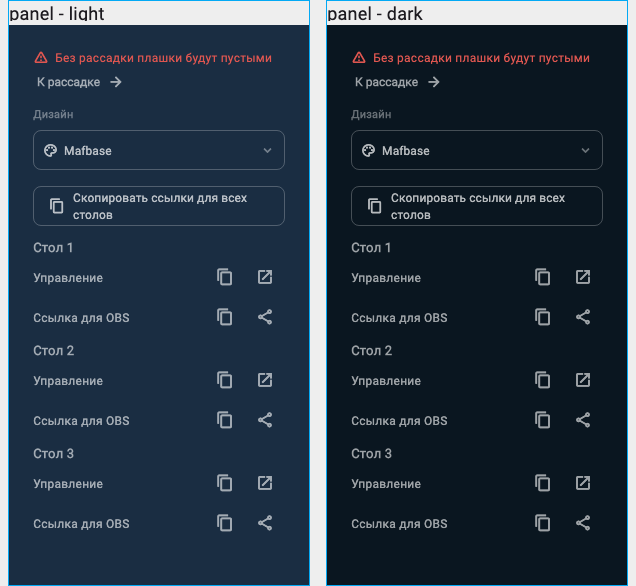 panel - light
Без рассадки плашки будут пустыми
К рассадке
Дизайн
Mafbase
Скопировать ссылки для всех
столов
Стол 1
Управление
Ссылка для OBS
Стол 2
Управление
Ссылка для OBS
Стол 3
Управление
Ссылка для OBS
panel - dark
Без рассадки плашки будут пустыми
К рассадке
Дизайн
Mafbase
Скопировать ссылки для всех
столов
Стол 1
Управление
Ссылка для OBS
Стол 2
Управление
Ссылка для OBS
Стол 3
Управление
Ссылка для OBS